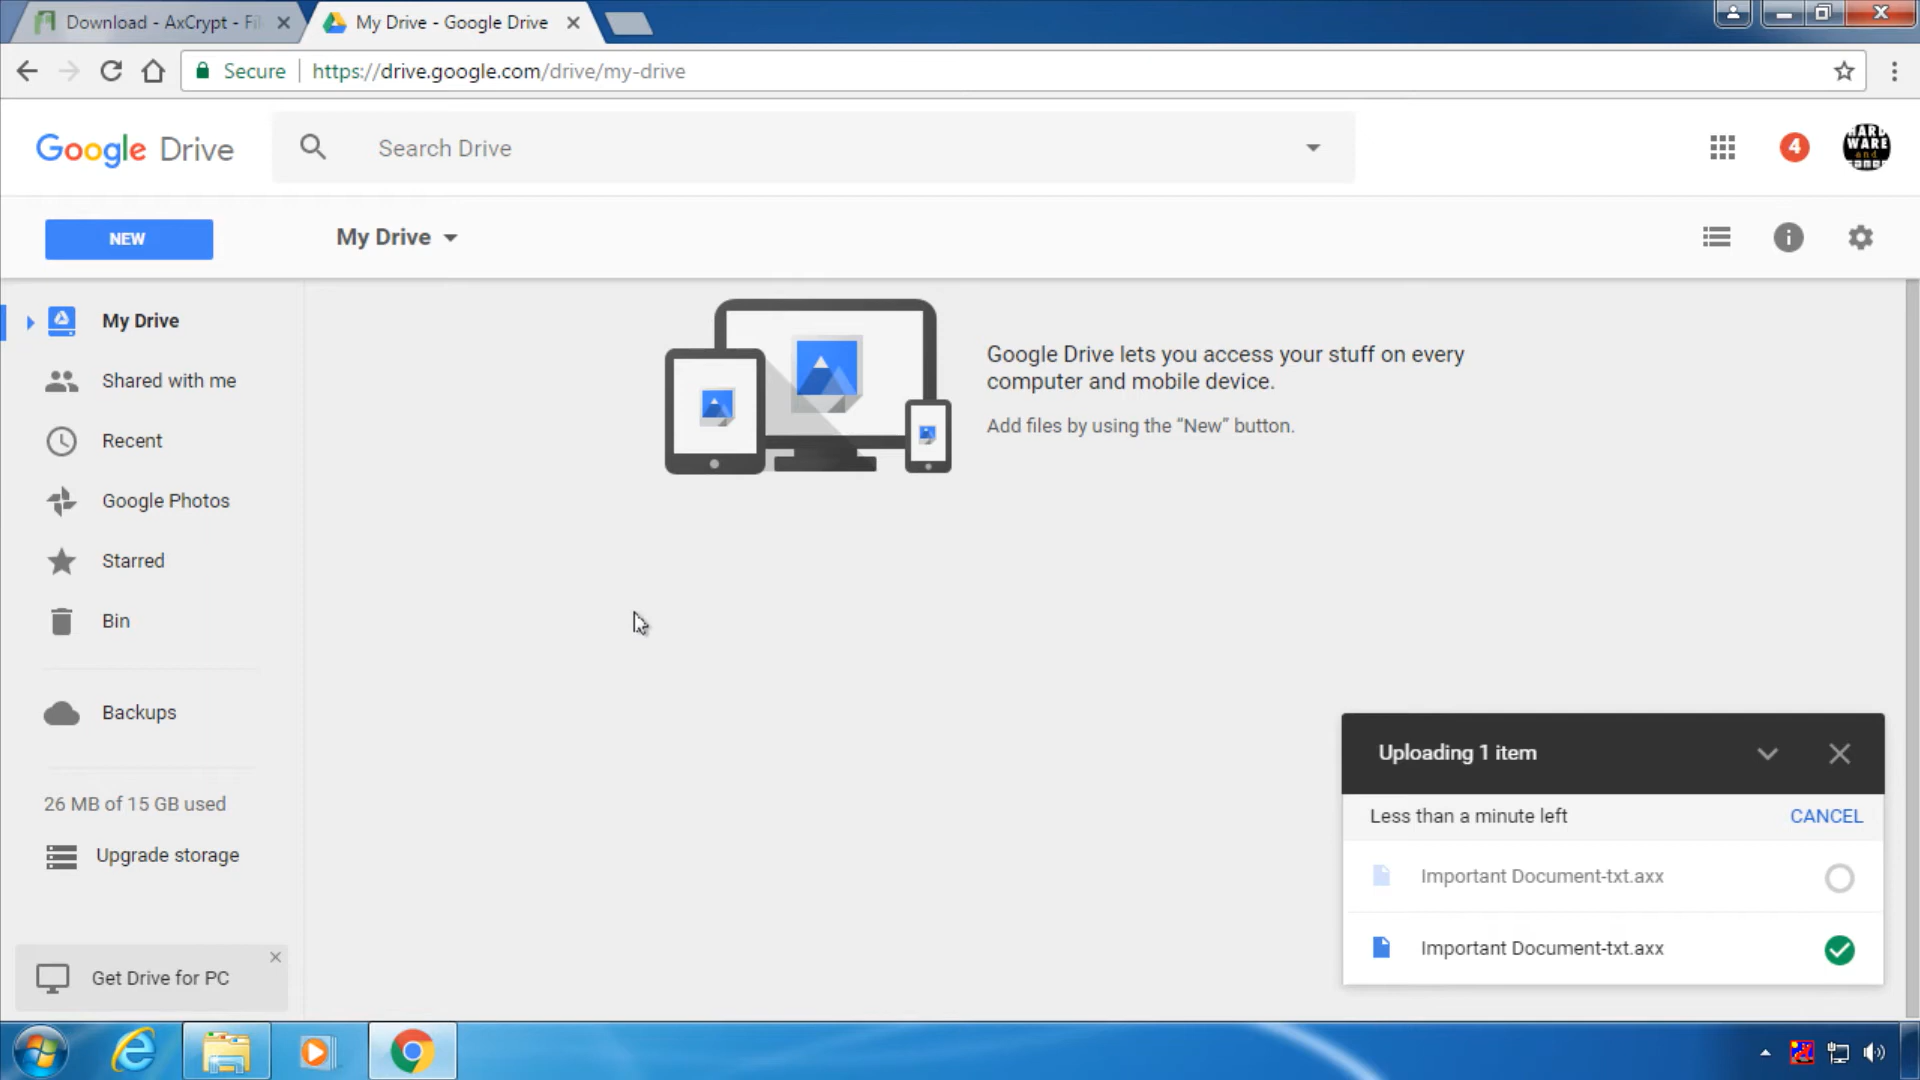 Download - AxCrypt - Fi
My Drive - Google Drive
Secure
https://drive.google.com/drive/my-drive
Google Drive
Search Drive
4
HARD
WARE
and
NEW
My Drive
My Drive
Shared with me
Recent
Google Photos
Starred
Bin
Backups
26 MB of 15 GB used
Upgrade storage
Get Drive for PC
Google Drive lets you access your stuff on every
computer and mobile device.
Add files by using the “New” button.
Uploading 1 item
Less than a minute left
CANCEL
Important Document-txt.axx
Important Document-txt.axx